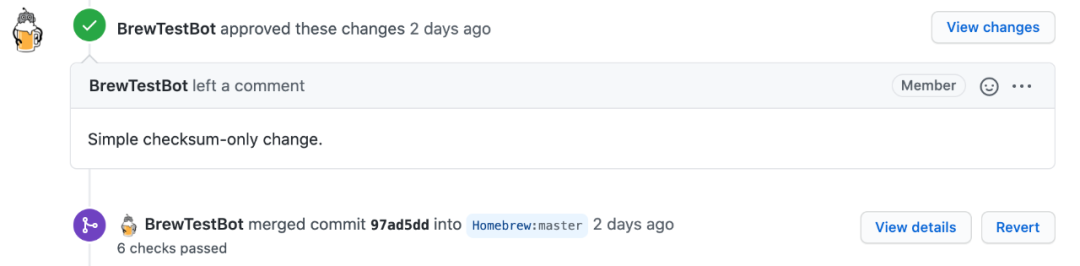 BrewTestBot approved these changes 2 days ago
View changes
BrewTestBot left a comment
Member
Simple checksum-only change.
BrewTestBot merged commit 97ad5dd into Homebrew:master 2 days ago
View details
Revert
6 checks passed